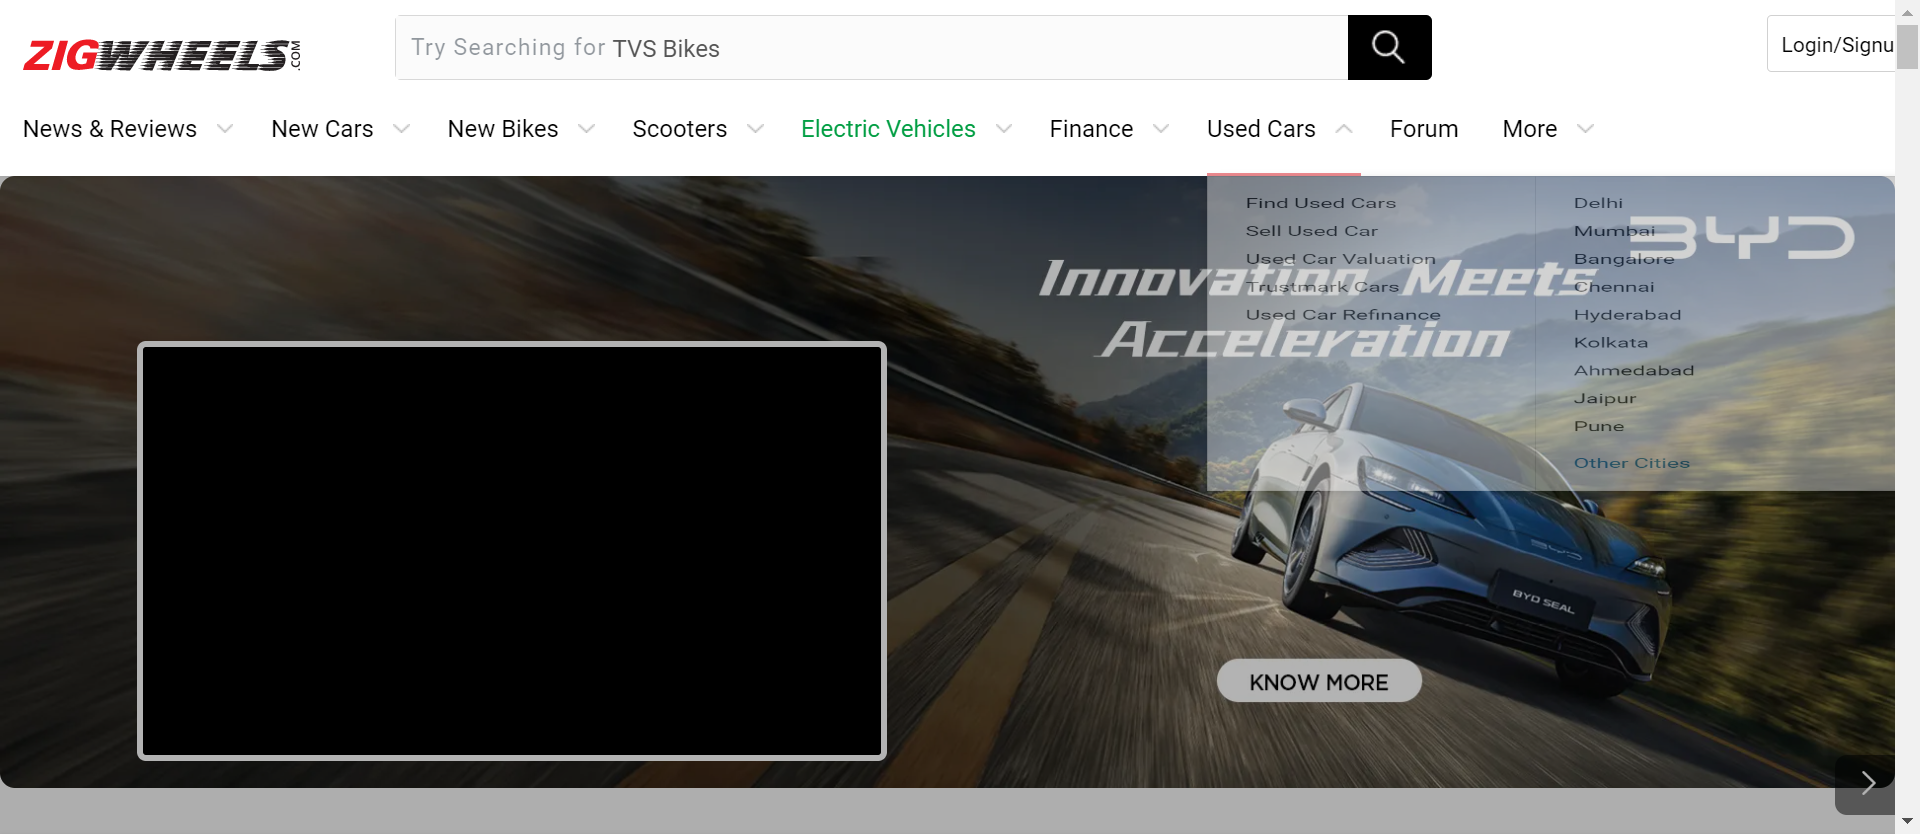 ZIGWHEELS.COM
Try Searching for TVS Bikes
Login/Signu
News & Reviews
New Cars
New Bikes
Scooters
Electric Vehicles
Finance
Used Cars
Forum
More
Find Used Cars
Sell Used Car
Used Car Valuation
Trustmark Cars
Used Car Refinance
Delhi
Mumbai
Bangalore
Chennai
Hyderabad
Kolkata
Ahmedabad
Jaipur
Pune
Other Cities
BYD
Innovation Meets
Acceleration
BYD
BYD SEAL
KNOW MORE